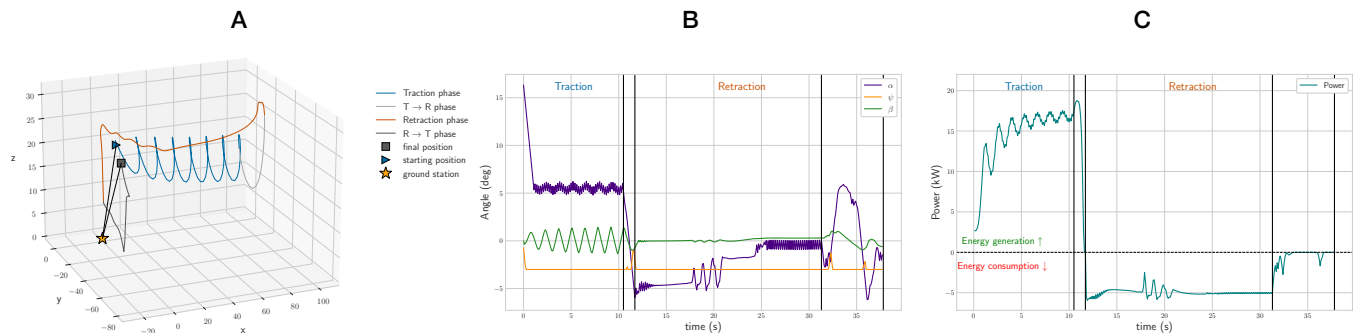 A
B
C
30
25
20
15
10
5
0
z
0
−20
−40
−60
−80
y
−20
0
20
40
60
80
100
x
Traction phase
T → R phase
Retraction phase
R → T phase
final position
starting position
ground station
Traction
Retraction
α
ψ
β
15
10
5
0
−5
Angle (deg)
0
5
10
15
20
25
30
35
time (s)
Traction
Retraction
Power
20
15
10
5
0
−5
Power (kW)
Energy generation ↑
Energy consumption ↓
0
5
10
15
20
25
30
35
time (s)